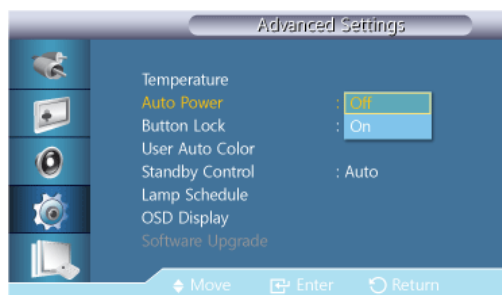 Advanced Settings
Temperature
Auto Power : Off
Button Lock : On
User Auto Color
Standby Control : Auto
Lamp Schedule
OSD Display
Software Upgrade
Move Enter Return